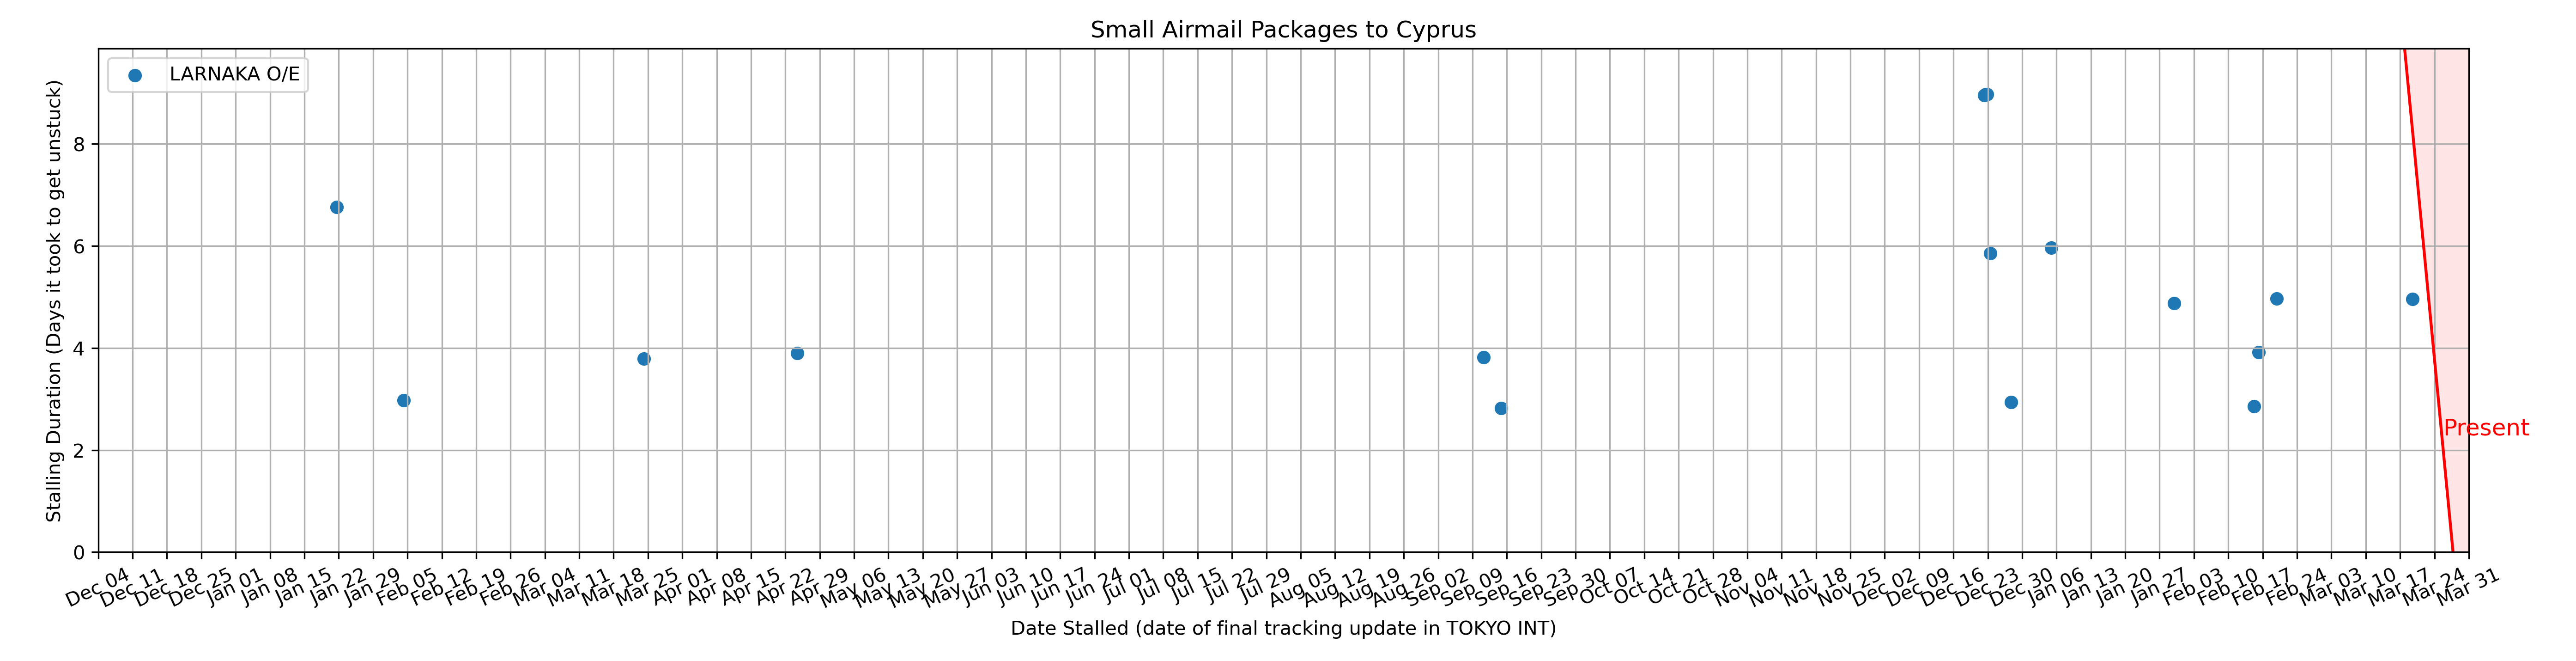 Small Airmail Packages to Cyprus
LARNAKA O/E
Stalling Duration (Days it took to get unstuck)
8
6
4
2
0
Present
Dec 04
Dec 11
Dec 18
Dec 25
Jan 01
Jan 08
Jan 15
Jan 22
Jan 29
Feb 05
Feb 12
Feb 19
Feb 26
Mar 04
Mar 11
Mar 18
Mar 25
Apr 01
Apr 08
Apr 15
Apr 22
Apr 29
May 06
May 13
May 20
May 27
Jun 03
Jun 10
Jun 17
Jun 24
Jul 01
Jul 08
Jul 15
Jul 22
Jul 29
Aug 05
Aug 12
Aug 19
Aug 26
Sep 02
Sep 09
Sep 16
Sep 23
Sep 30
Oct 07
Oct 14
Oct 21
Oct 28
Nov 04
Nov 11
Nov 18
Nov 25
Dec 02
Dec 09
Dec 16
Dec 23
Dec 30
Jan 06
Jan 13
Jan 20
Jan 27
Feb 03
Feb 10
Feb 17
Feb 24
Mar 03
Mar 10
Mar 17
Mar 24
Mar 31
Date Stalled (date of final tracking update in TOKYO INT)